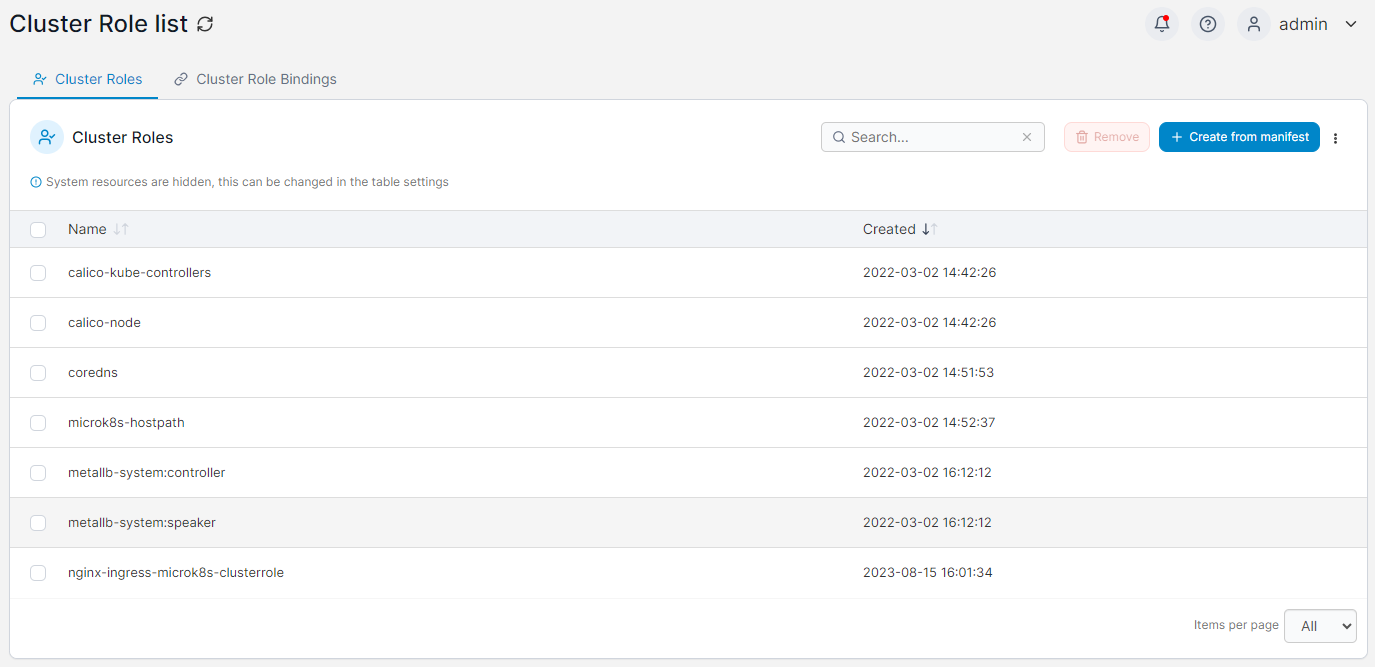 Cluster Role list
admin
Cluster Roles
Cluster Role Bindings
Cluster Roles
Search...
Remove
Create from manifest
System resources are hidden, this can be changed in the table settings
Name Created
calico-kube-controllers 2022-03-02 14:42:26
calico-node 2022-03-02 14:42:26
coredns 2022-03-02 14:51:53
microk8s-hostpath 2022-03-02 14:52:37
metallb-system:controller 2022-03-02 16:12:12
metallb-system:speaker 2022-03-02 16:12:12
nginx-ingress-microk8s-clusterrole 2023-08-15 16:01:34
Items per page All